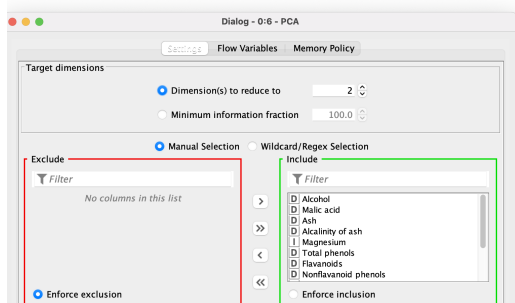 Dialog - 0:6 - PCA
Settings Flow Variables Memory Policy
Target dimensions
Dimension(s) to reduce to 2
Minimum information fraction 100.0
Manual Selection Wildcard/Regex Selection
Exclude
Filter
No columns in this list
Enforce exclusion
>
>>
<
<<
Include
Filter
D Alcohol
D Malic acid
D Ash
D Alcalinity of ash
I Magnesium
D Total phenols
D Flavanoids
D Nonflavanoid phenols
Enforce inclusion